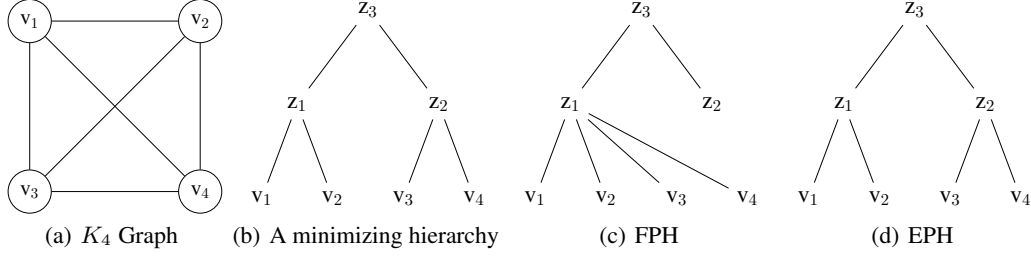 v₁ v₂
v₃ v₄
(a) K₄ Graph
z₃
z₁ z₂
v₁ v₂ v₃ v₄
(b) A minimizing hierarchy
z₃
z₁ z₂
v₁ v₂ v₃ v₄
(c) FPH
z₃
z₁ z₂
v₁ v₂ v₃ v₄
(d) EPH